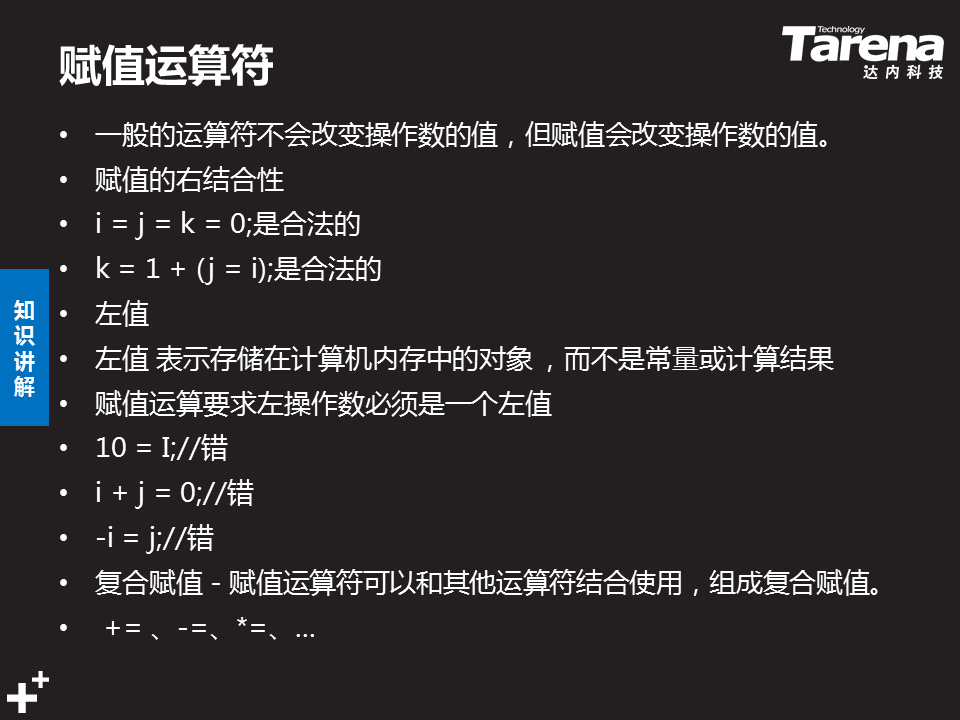 赋值运算符
Technology
Tarena
达内科技
• 一般的运算符不会改变操作数的值，但赋值会改变操作数的值。
• 赋值的右结合性
• i = j = k = 0;是合法的
• k = 1 + (j = i);是合法的
• 左值
• 左值 表示存储在计算机内存中的对象 ，而不是常量或计算结果
• 赋值运算要求左操作数必须是一个左值
• 10 = I;//错
• i + j = 0;//错
• -i = j;//错
• 复合赋值 - 赋值运算符可以和其他运算符结合使用，组成复合赋值。
• += 、-=、*=、...
知识讲解